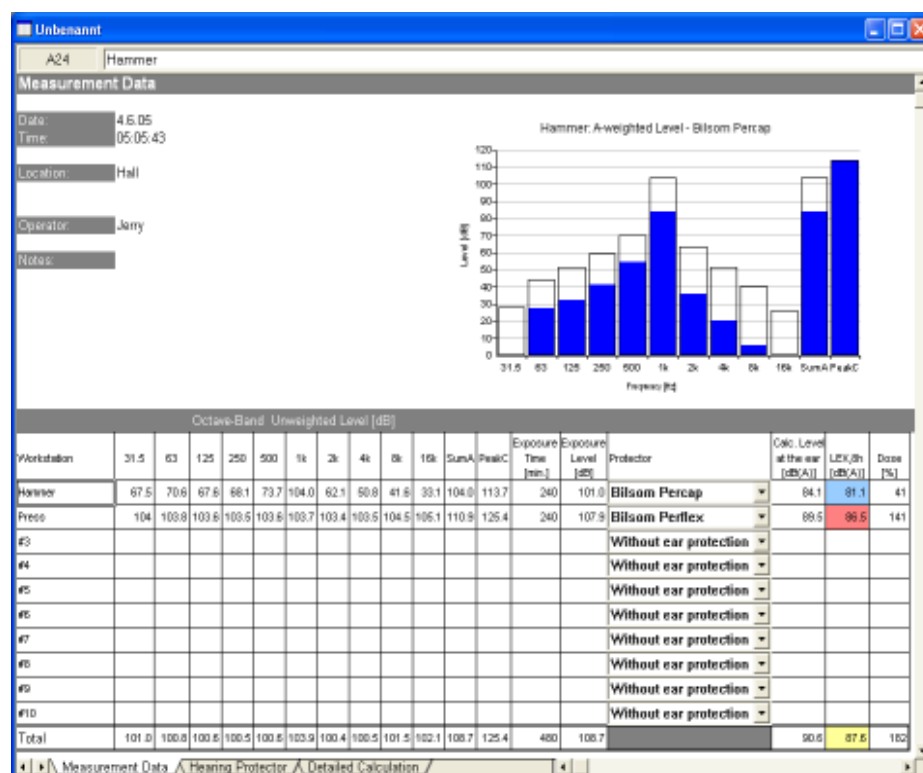 Unbenannt
A24 Hammer
Measurement Data
Date: 4.6.05
Time: 05:05:43
Location: Hall
Operator: Jerry
Notes:
Hammer: A-weighted Level - Bilsom Percap
120
110
100
90
80
70
60
50
40
30
20
10
0
Level [dB]
31.5 63 125 250 500 1k 2k 4k 8k 16k SumA PeakC
Frequency [Hz]
Octave-Band Unweighted Level [dB]
Workstation 31.5 63 125 250 500 1k 2k 4k 8k 16k SumA PeakC Exposure Time [min.] Exposure Level [dB] Protector Calc. Level at the ear [dB(A)] LEX,8h [dB(A)] Dose [%]
Hammer 67.5 70.6 67.6 68.1 73.7 104.0 62.1 50.8 41.6 33.1 104.0 113.7 240 101.0 Bilsom Percap 84.1 81.1 41
Press 104 103.8 103.6 103.5 103.6 103.7 103.4 103.5 104.5 105.1 110.9 125.4 240 107.9 Bilsom Perflex 89.5 86.5 141
#3 Without ear protection
#4 Without ear protection
#5 Without ear protection
#6 Without ear protection
#7 Without ear protection
#8 Without ear protection
#9 Without ear protection
#10 Without ear protection
Total 101.0 100.8 100.6 100.5 100.6 103.9 100.4 100.5 101.5 102.1 108.7 125.4 480 108.7 90.6 87.6 182
Measurement Data Hearing Protector Detailed Calculation